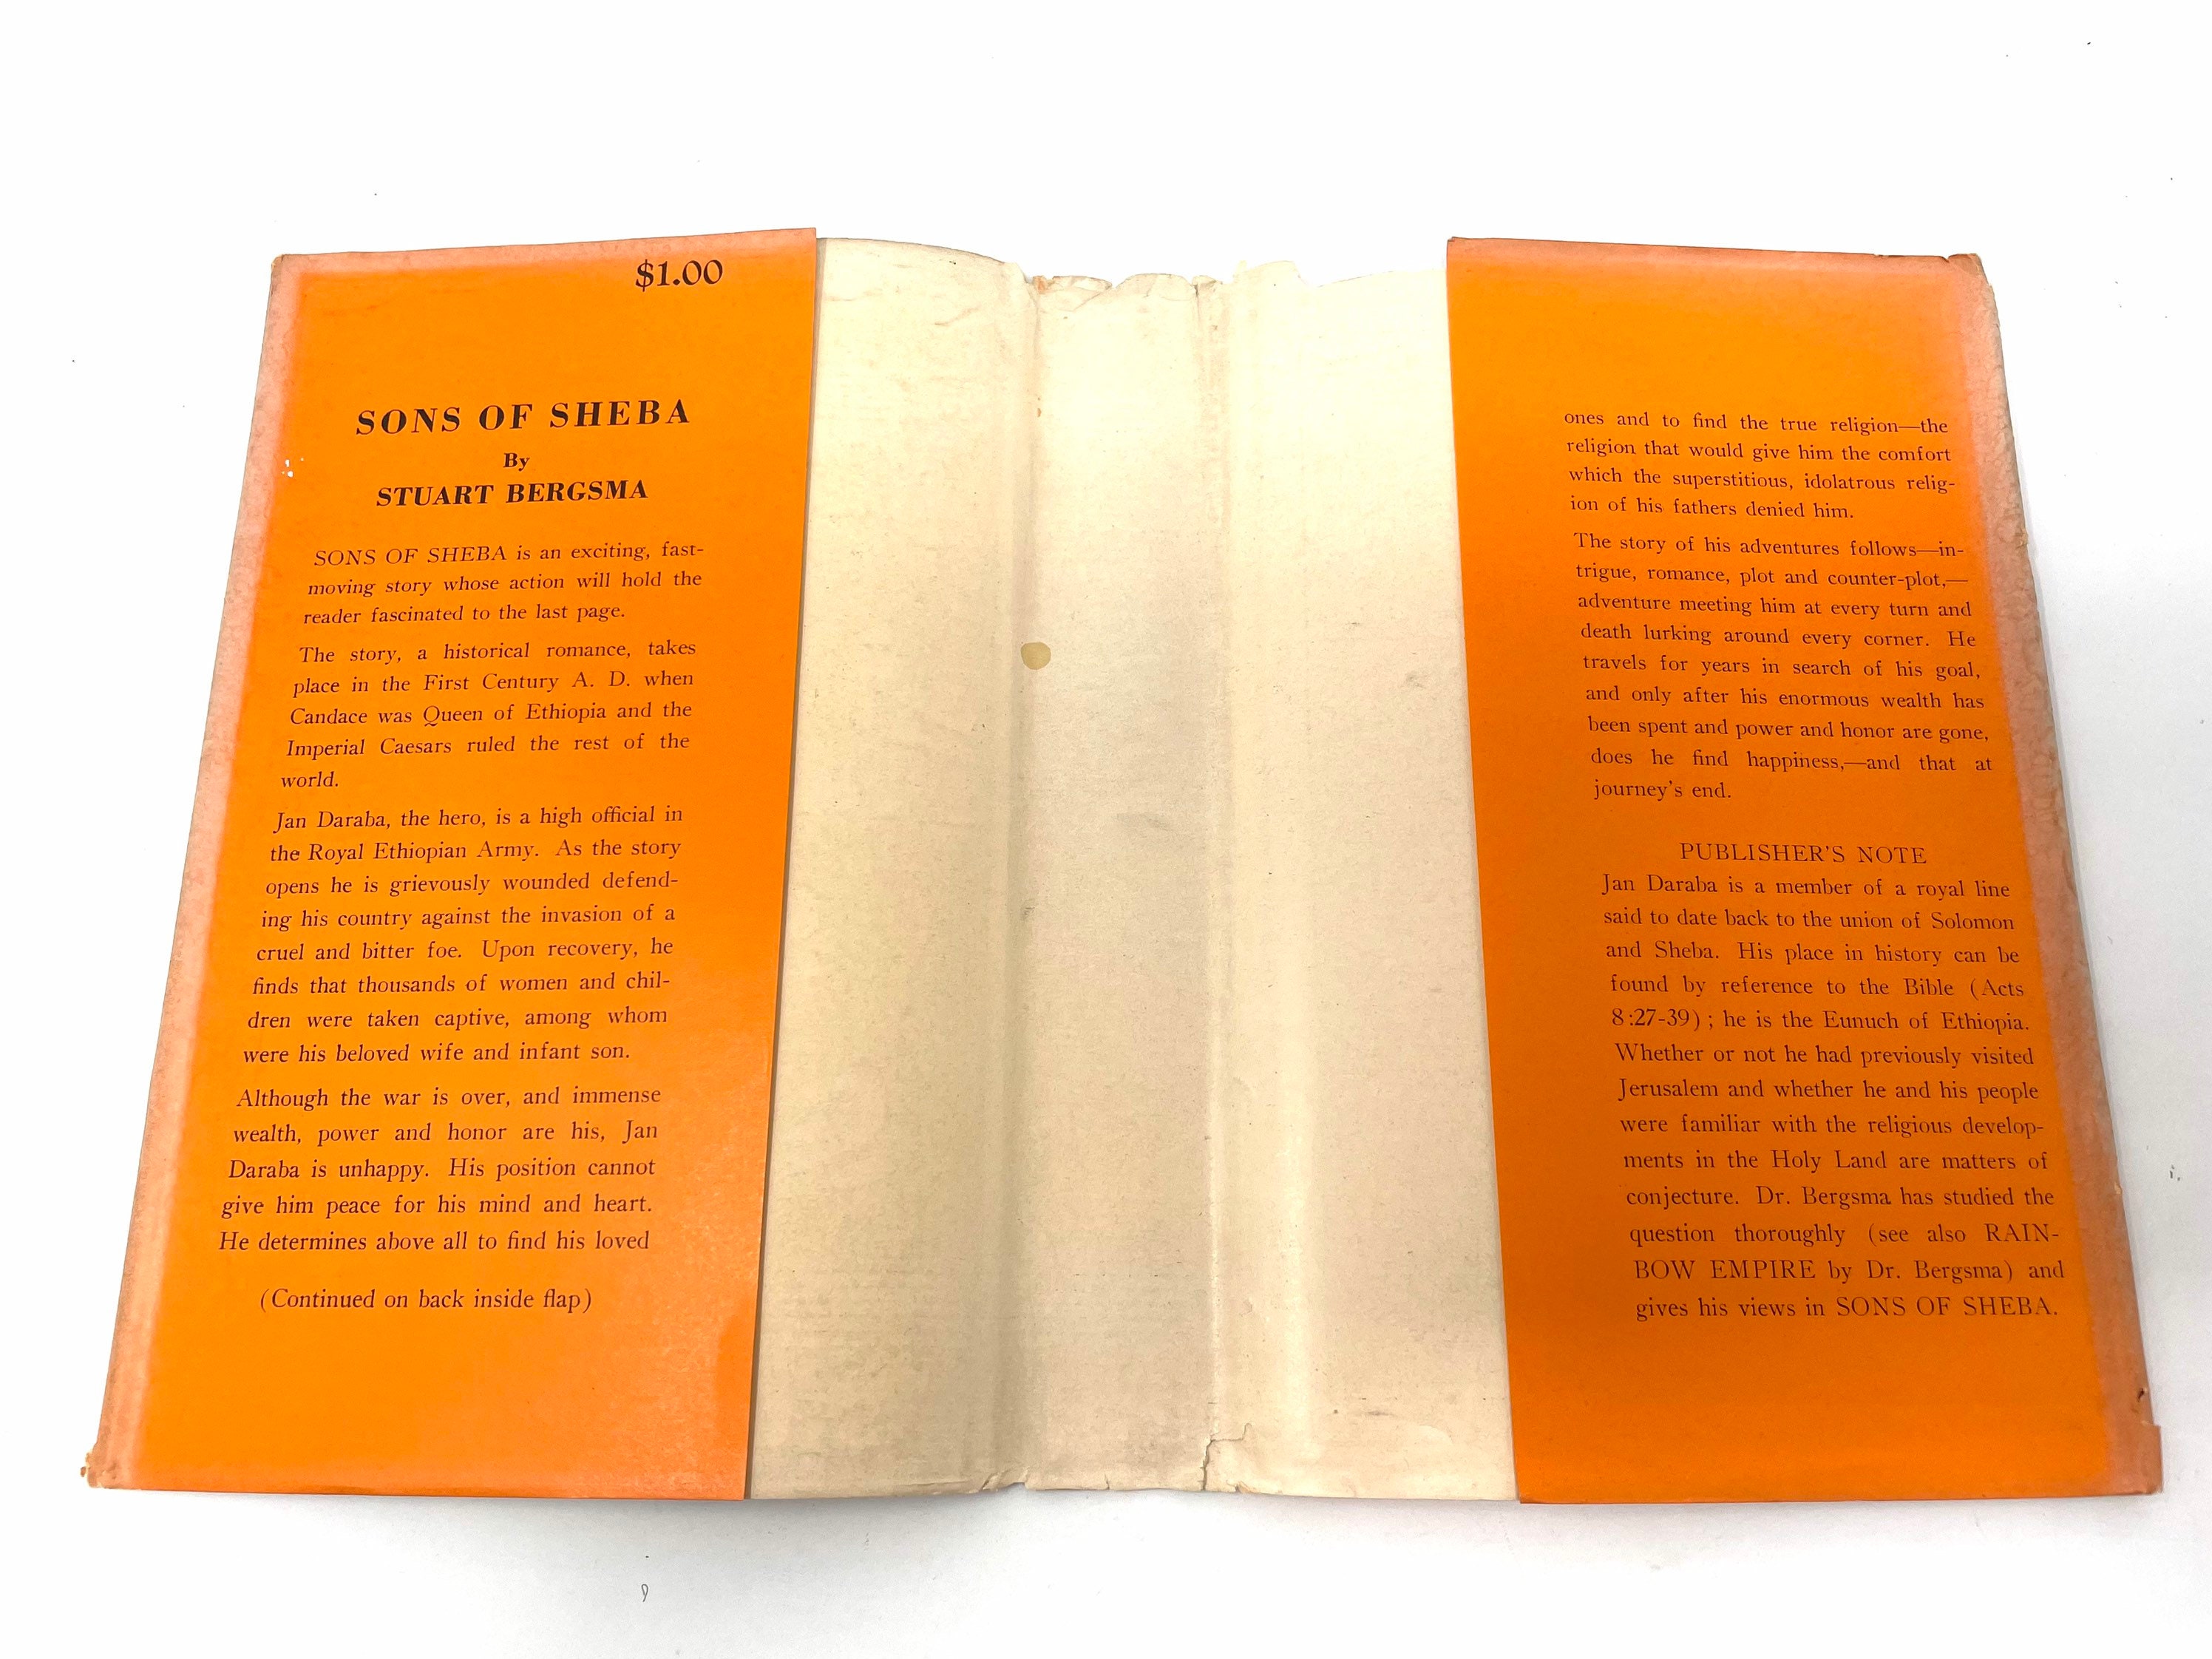 $1.00
SONS OF SHEBA
By
STUART BERGSMA
SONS OF SHEBA is an exciting, fast-
moving story whose action will hold the
reader fascinated to the last page.
The story, a historical romance, takes
place in the First Century A. D. when
Candace was Queen of Ethiopia and the
Imperial Caesars ruled the rest of the
world.
Jan Daraba, the hero, is a high official in
the Royal Ethiopian Army. As the story
opens he is grievously wounded defend-
ing his country against the invasion of a
cruel and bitter foe. Upon recovery, he
finds that thousands of women and chil-
dren were taken captive, among whom
were his beloved wife and infant son.
Although the war is over, and immense
wealth, power and honor are his, Jan
Daraba is unhappy. His position cannot
give him peace for his mind and heart.
He determines above all to find his loved
(Continued on back inside flap)
ones and to find the true religion—the
religion that would give him the comfort
which the superstitious, idolatrous relig-
ion of his fathers denied him.
The story of his adventures follows—in-
trigue, romance, plot and counter-plot,—
adventure meeting him at every turn and
death lurking around every corner. He
travels for years in search of his goal,
and only after his enormous wealth has
been spent and power and honor are gone,
does he find happiness,—and that at
journey's end.
PUBLISHER'S NOTE
Jan Daraba is a member of a royal line
said to date back to the union of Solomon
and Sheba. His place in history can be
found by reference to the Bible (Acts
8:27-39) ; he is the Eunuch of Ethiopia.
Whether or not he had previously visited
Jerusalem and whether he and his people
were familiar with the religious develop-
ments in the Holy Land are matters of
conjecture. Dr. Bergsma has studied the
question thoroughly (see also RAIN-
BOW EMPIRE by Dr. Bergsma) and
gives his views in SONS OF SHEBA.